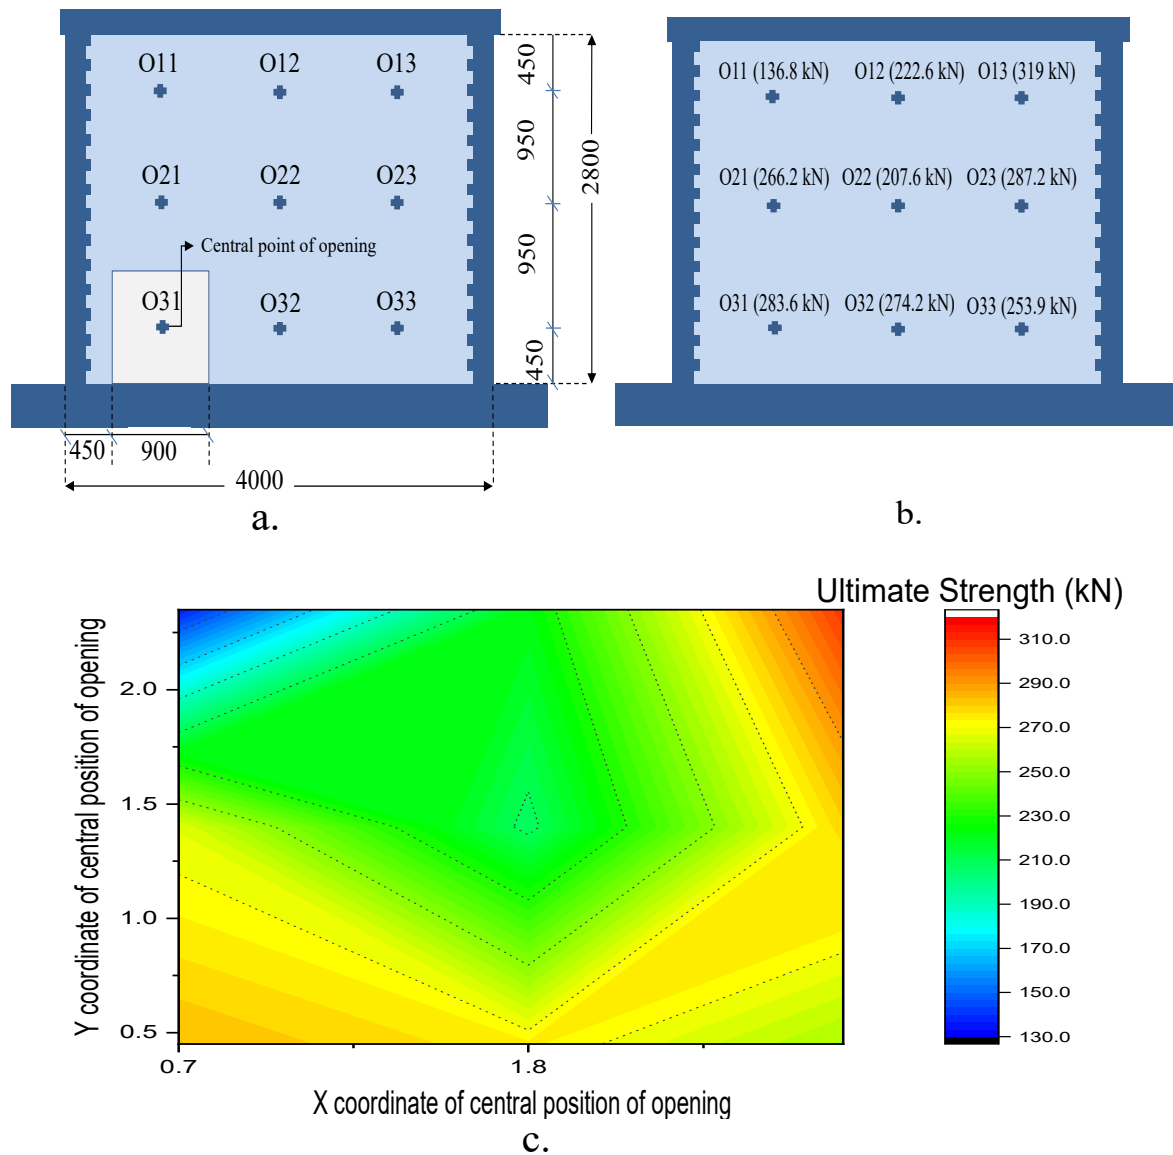 O11 O12 O13
O21 O22 O23
Central point of opening
O31 O32 O33
450
950
950
450
2800
450 900
4000
a.
O11 (136.8 kN) O12 (222.6 kN) O13 (319 kN)
O21 (266.2 kN) O22 (207.6 kN) O23 (287.2 kN)
O31 (283.6 kN) O32 (274.2 kN) O33 (253.9 kN)
b.
Ultimate Strength (kN)
310.0
290.0
270.0
250.0
230.0
210.0
190.0
170.0
150.0
130.0
Y coordinate of central position of opening
2.0
1.5
1.0
0.5
0.7 1.8
X coordinate of central position of opening
c.